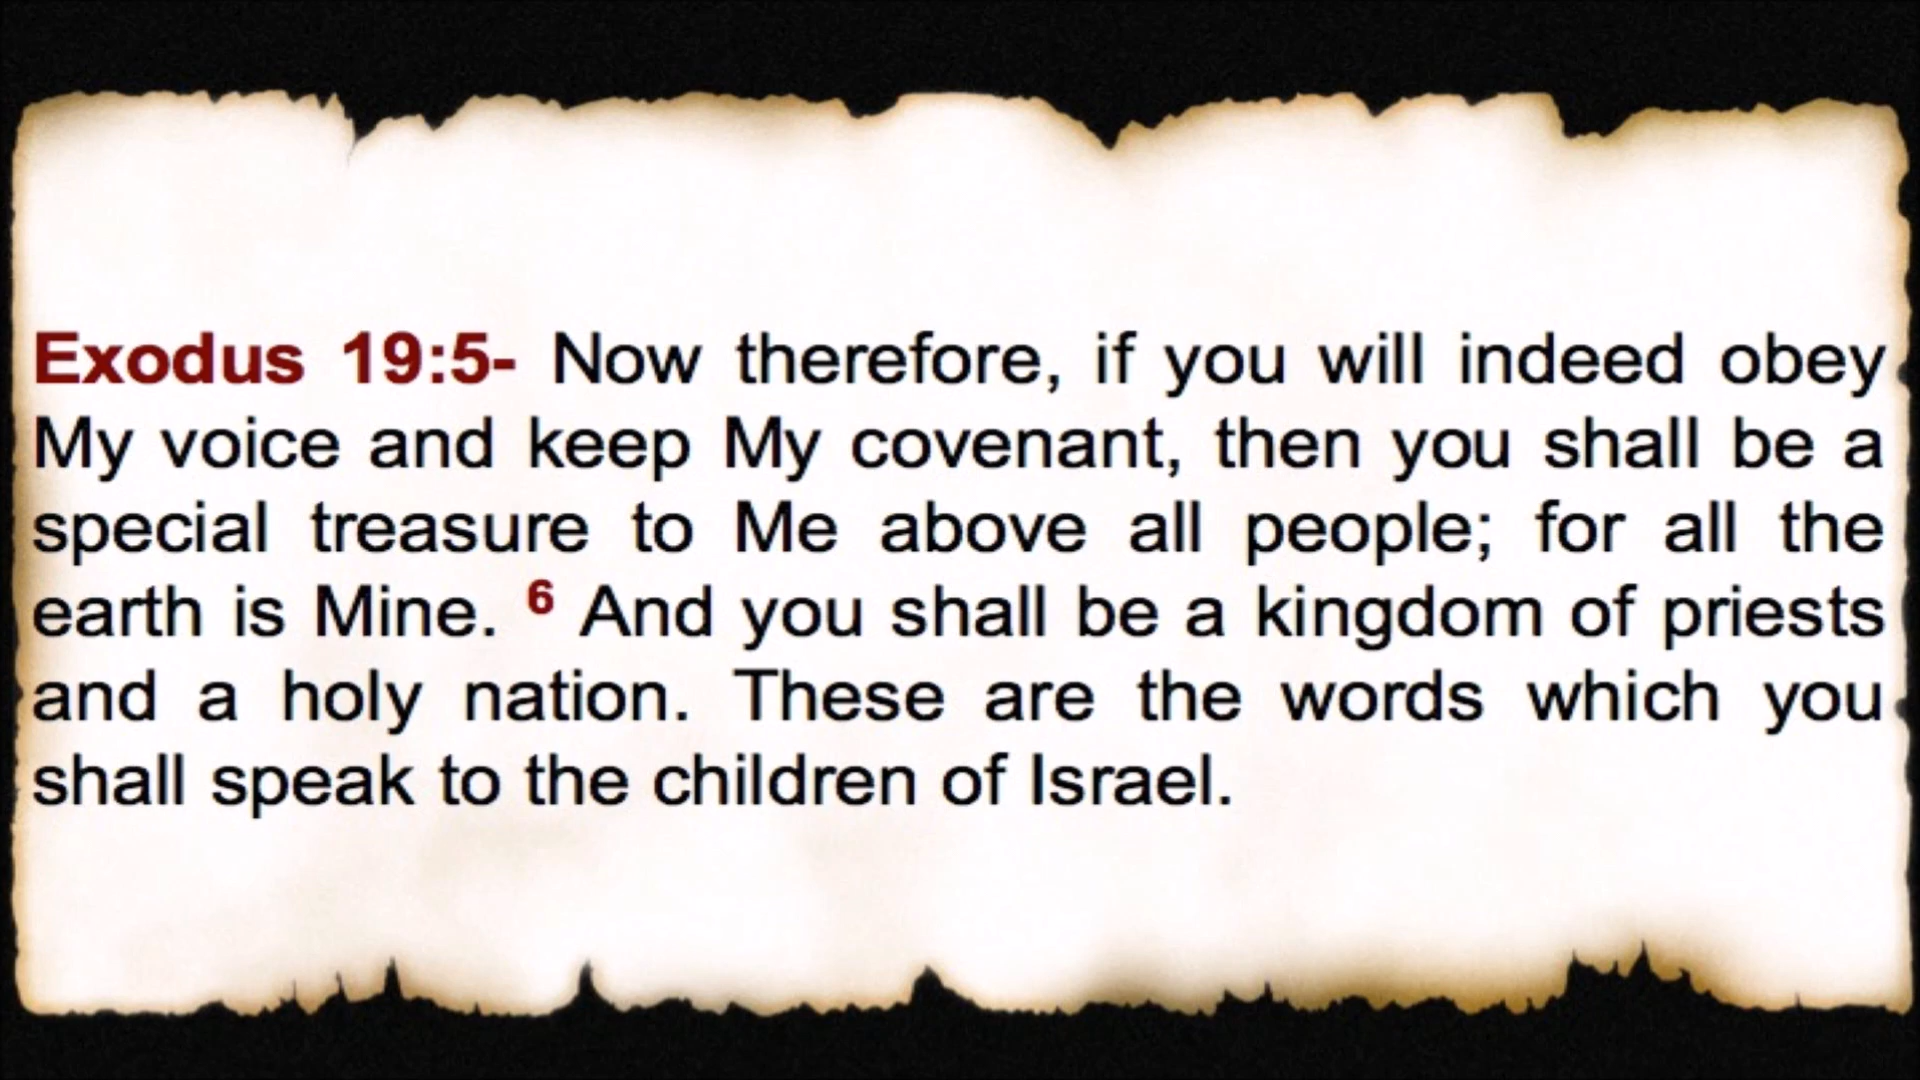 Exodus 19:5- Now therefore, if you will indeed obey
My voice and keep My covenant, then you shall be a
special treasure to Me above all people; for all the
earth is Mine. 6 And you shall be a kingdom of priests
and a holy nation. These are the words which you
shall speak to the children of Israel.